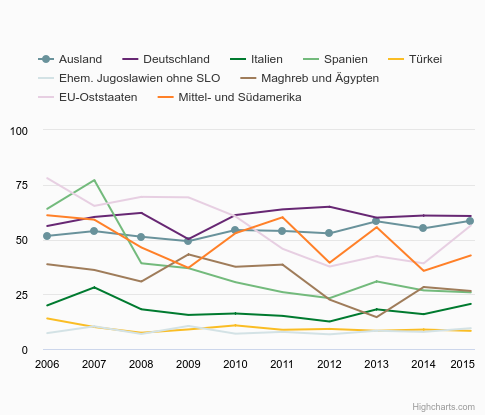 Ausland Deutschland Italien Spanien Türkei
Ehem. Jugoslawien ohne SLO Maghreb und Ägypten
EU-Oststaaten Mittel- und Südamerika
100
75
50
25
0
2006 2007 2008 2009 2010 2011 2012 2013 2014 2015
Highcharts.com